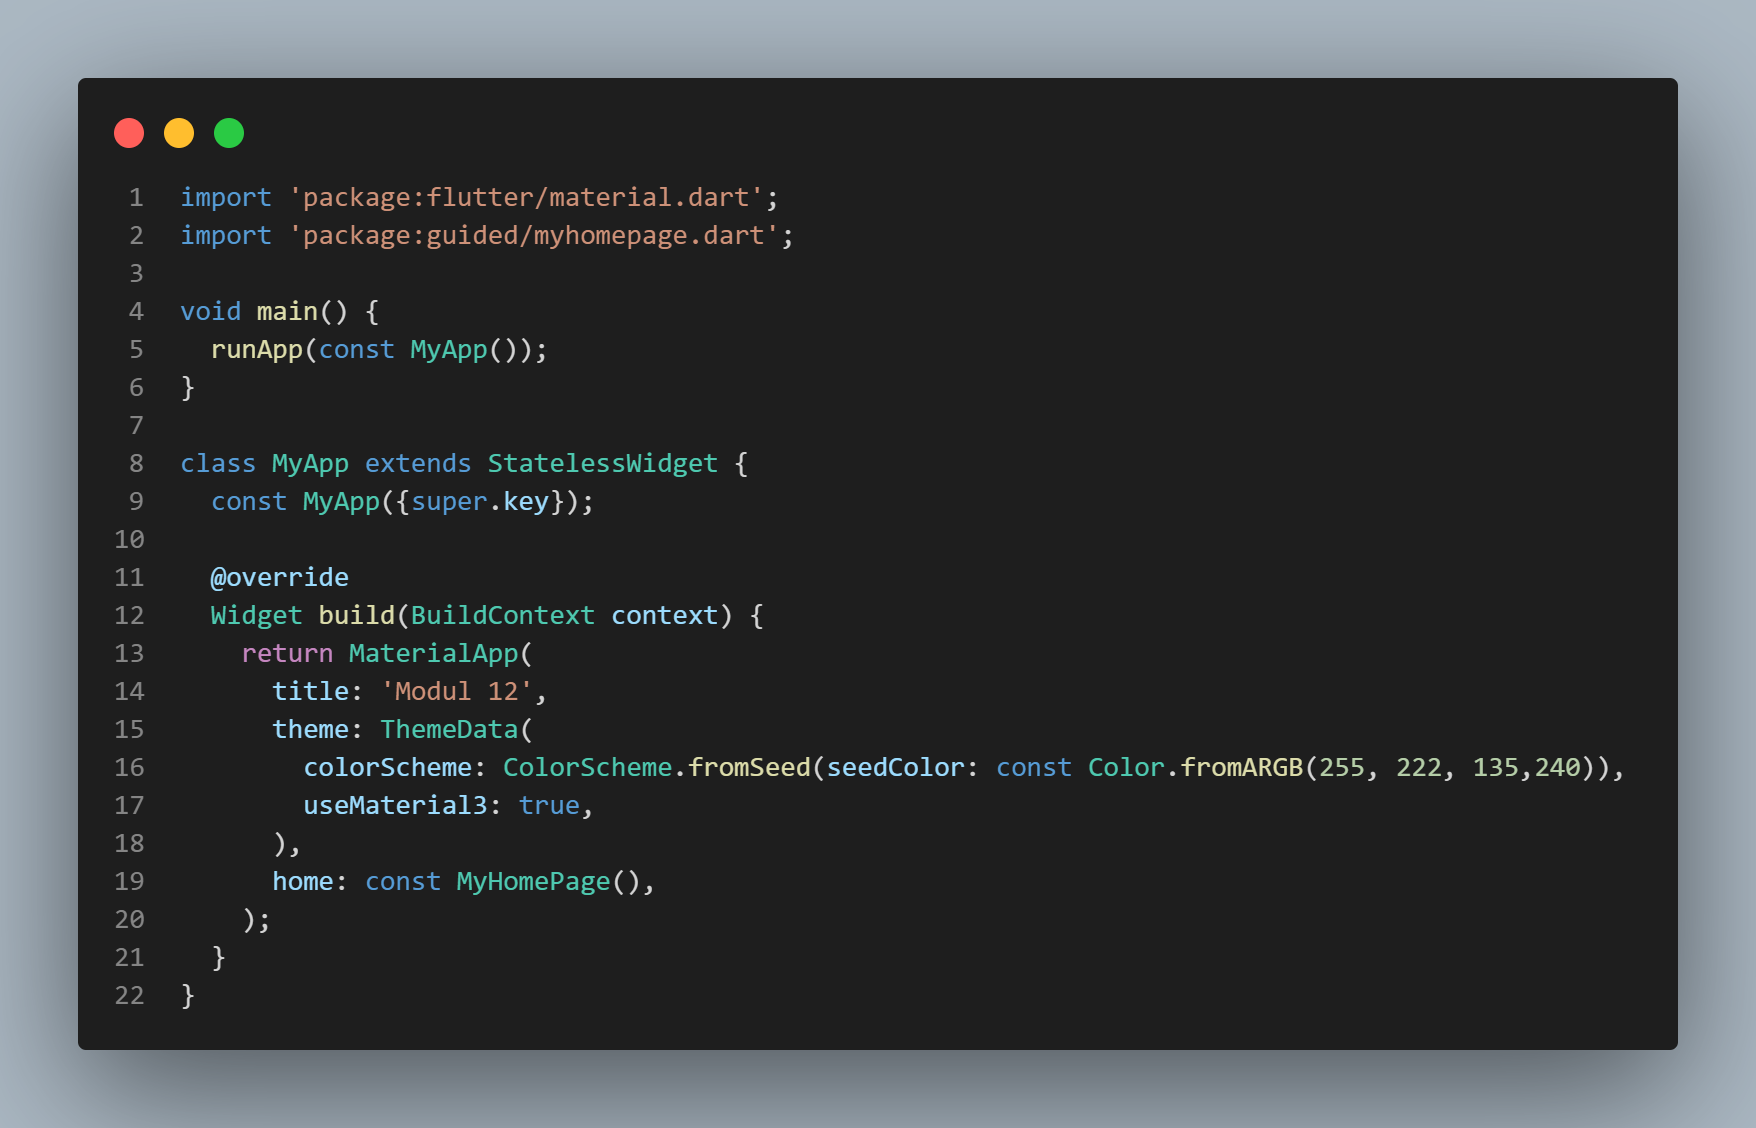 1 import 'package:flutter/material.dart';
2 import 'package:guided/myhomepage.dart';
3
4 void main() {
5   runApp(const MyApp());
6 }
7
8 class MyApp extends StatelessWidget {
9   const MyApp({super.key});
10
11   @override
12   Widget build(BuildContext context) {
13     return MaterialApp(
14       title: 'Modul 12',
15       theme: ThemeData(
16         colorScheme: ColorScheme.fromSeed(seedColor: const Color.fromARGB(255, 222, 135,240)),
17         useMaterial3: true,
18       ),
19       home: const MyHomePage(),
20     );
21   }
22 }